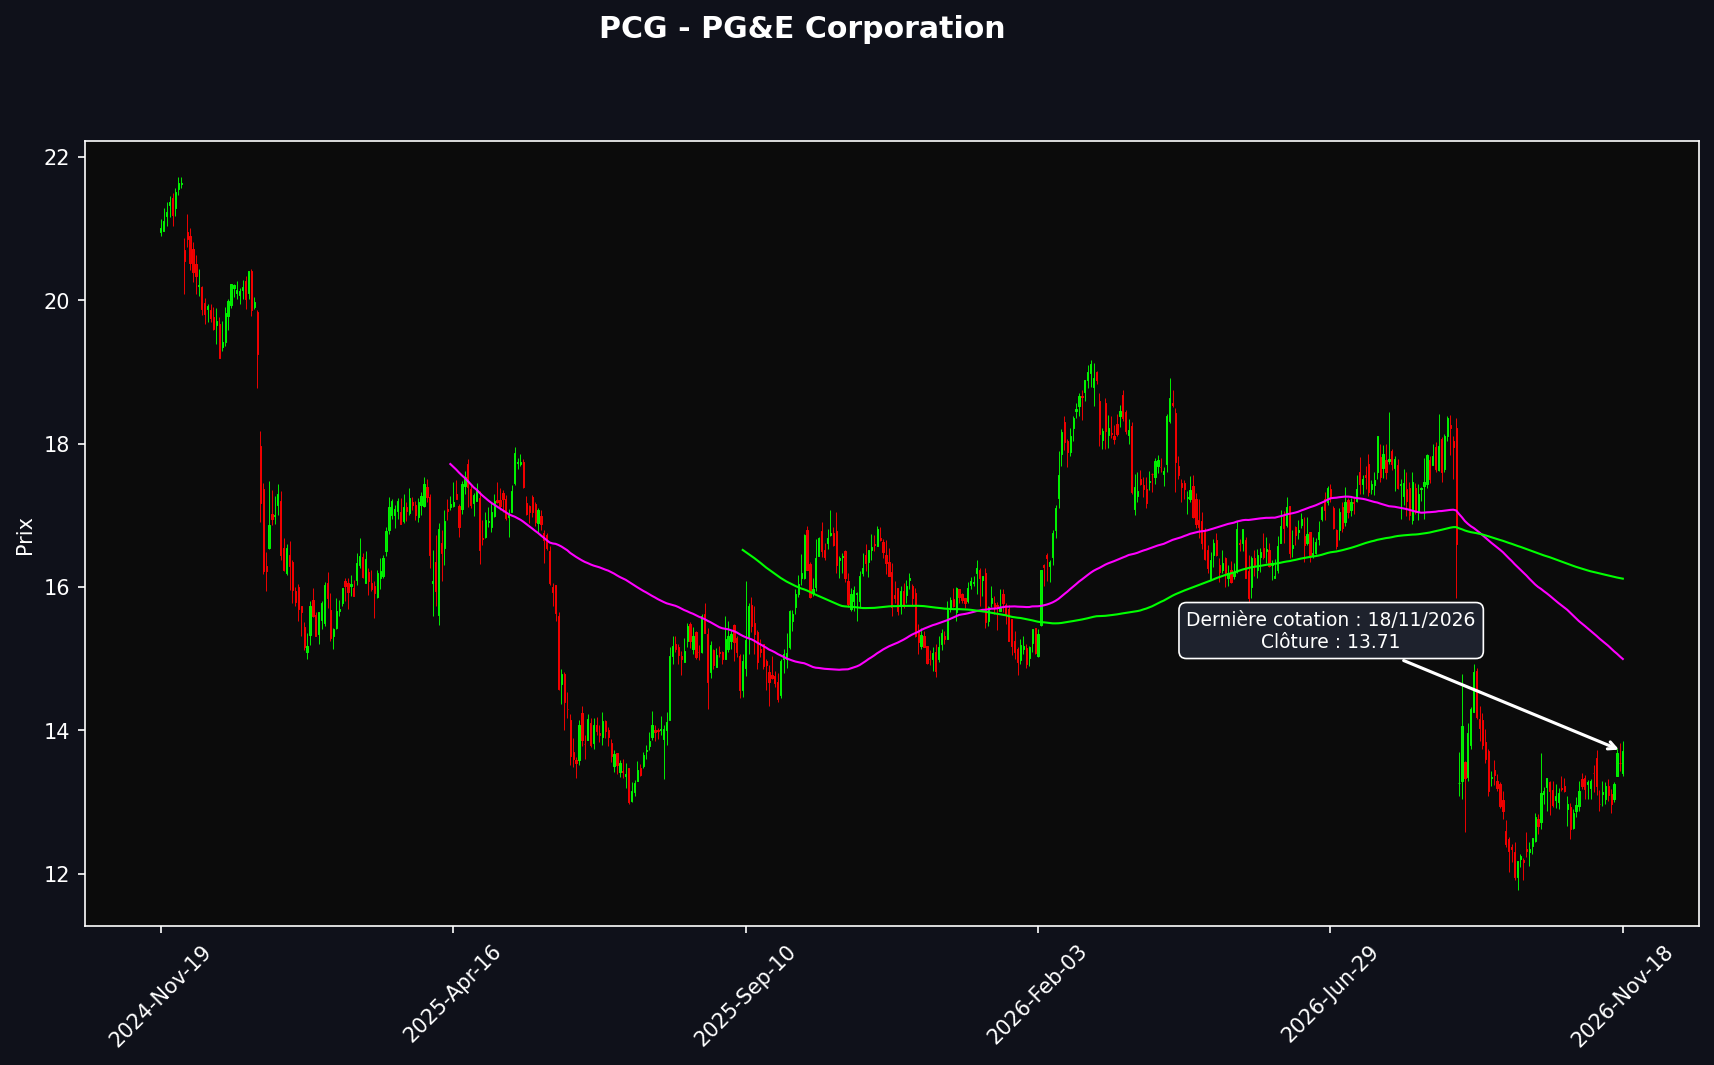 PCG - PG&E Corporation
Prix
22
20
18
16
14
12
Dernière cotation : 18/11/2026
Clôture : 13.71
2024-Nov-19
2025-Apr-16
2025-Sep-10
2026-Feb-03
2026-Jun-29
2026-Nov-18